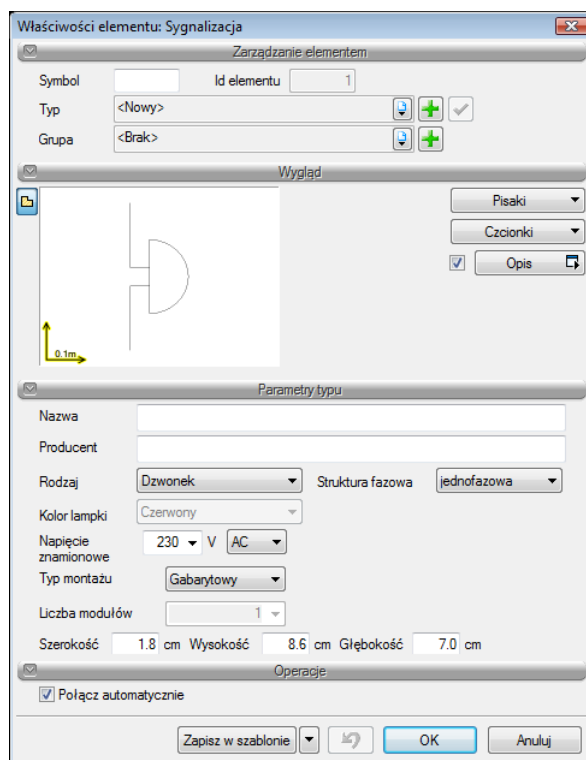 Właściwości elementu: Sygnalizacja
Zarządzanie elementem
Symbol Id elementu 1
Typ <Nowy>
Grupa <Brak>
Wygląd
Pisaki
Czcionki
Opis
0.1m
Parametry typu
Nazwa
Producent
Rodzaj Dzwonek Struktura fazowa jednofazowa
Kolor lampki Czerwony
Napięcie
znamionowe 230 V AC
Typ montażu Gabarytowy
Liczba modułów 1
Szerokość 1.8 cm Wysokość 8.6 cm Głębokość 7.0 cm
Operacje
Połącz automatycznie
Zapisz w szablonie OK Anuluj